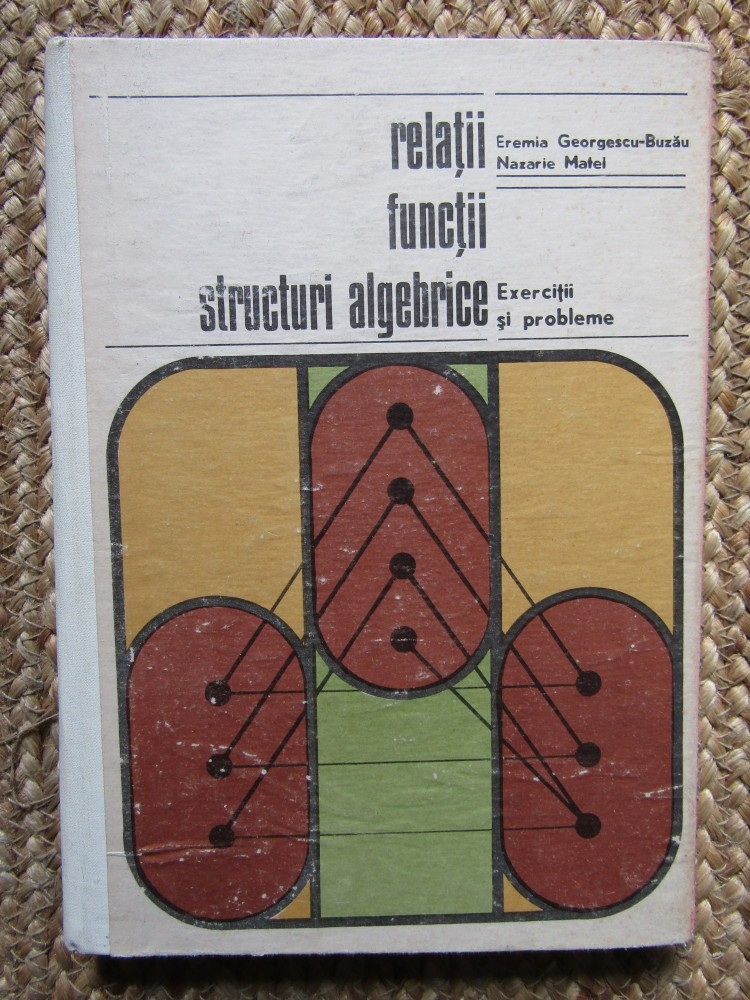 relații
Eremia Georgescu-Buzău
Nazarie Matei
funcții
structuri algebrice
Exerciții
și probleme